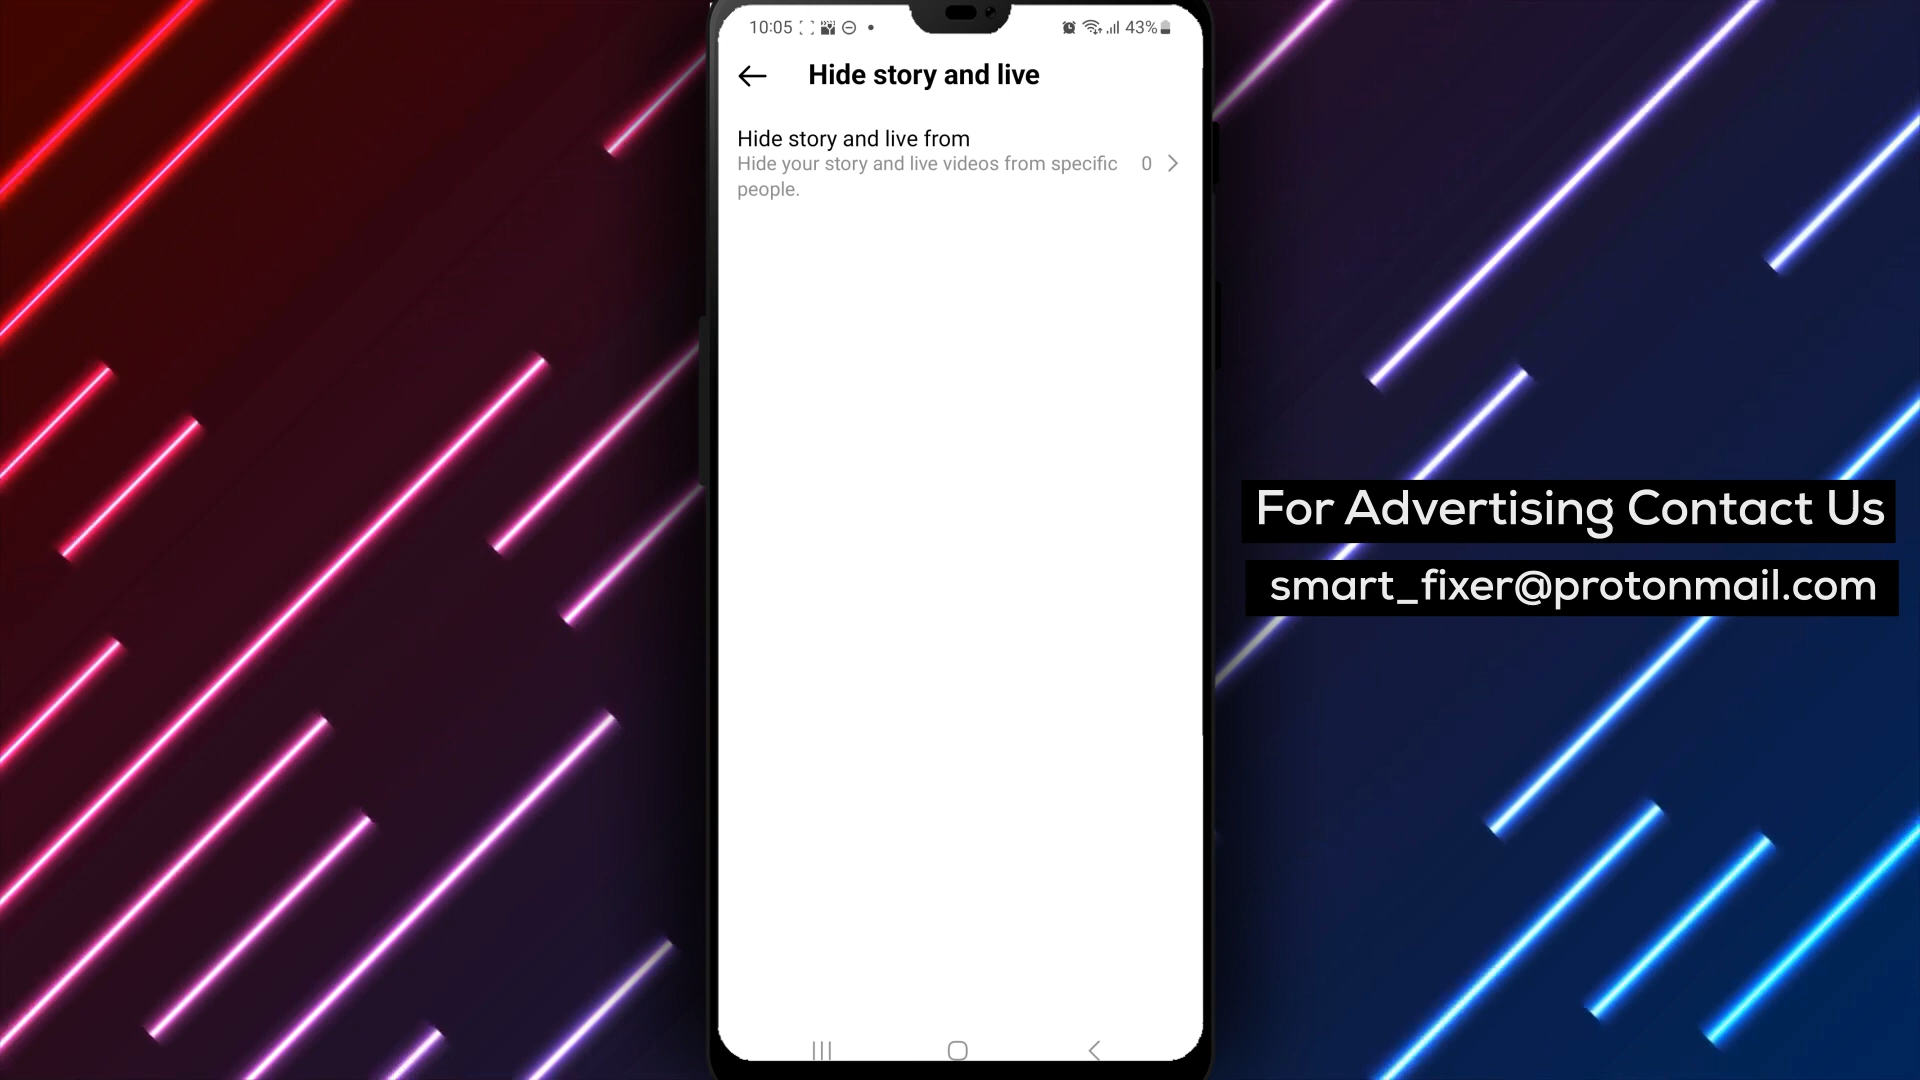 10:05
43%
Hide story and live
Hide story and live from
Hide your story and live videos from specific
people.
0
For Advertising Contact Us
smart_fixer@protonmail.com